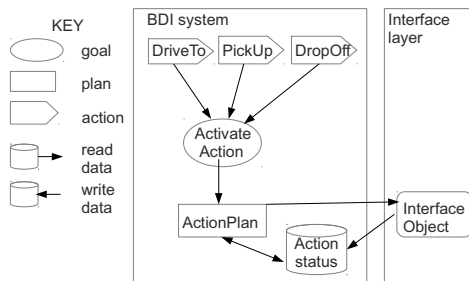 KEY
goal
plan
action
read
data
write
data
BDI system
DriveTo
PickUp
DropOff
Activate
Action
ActionPlan
Action
status
Interface
layer
Interface
Object